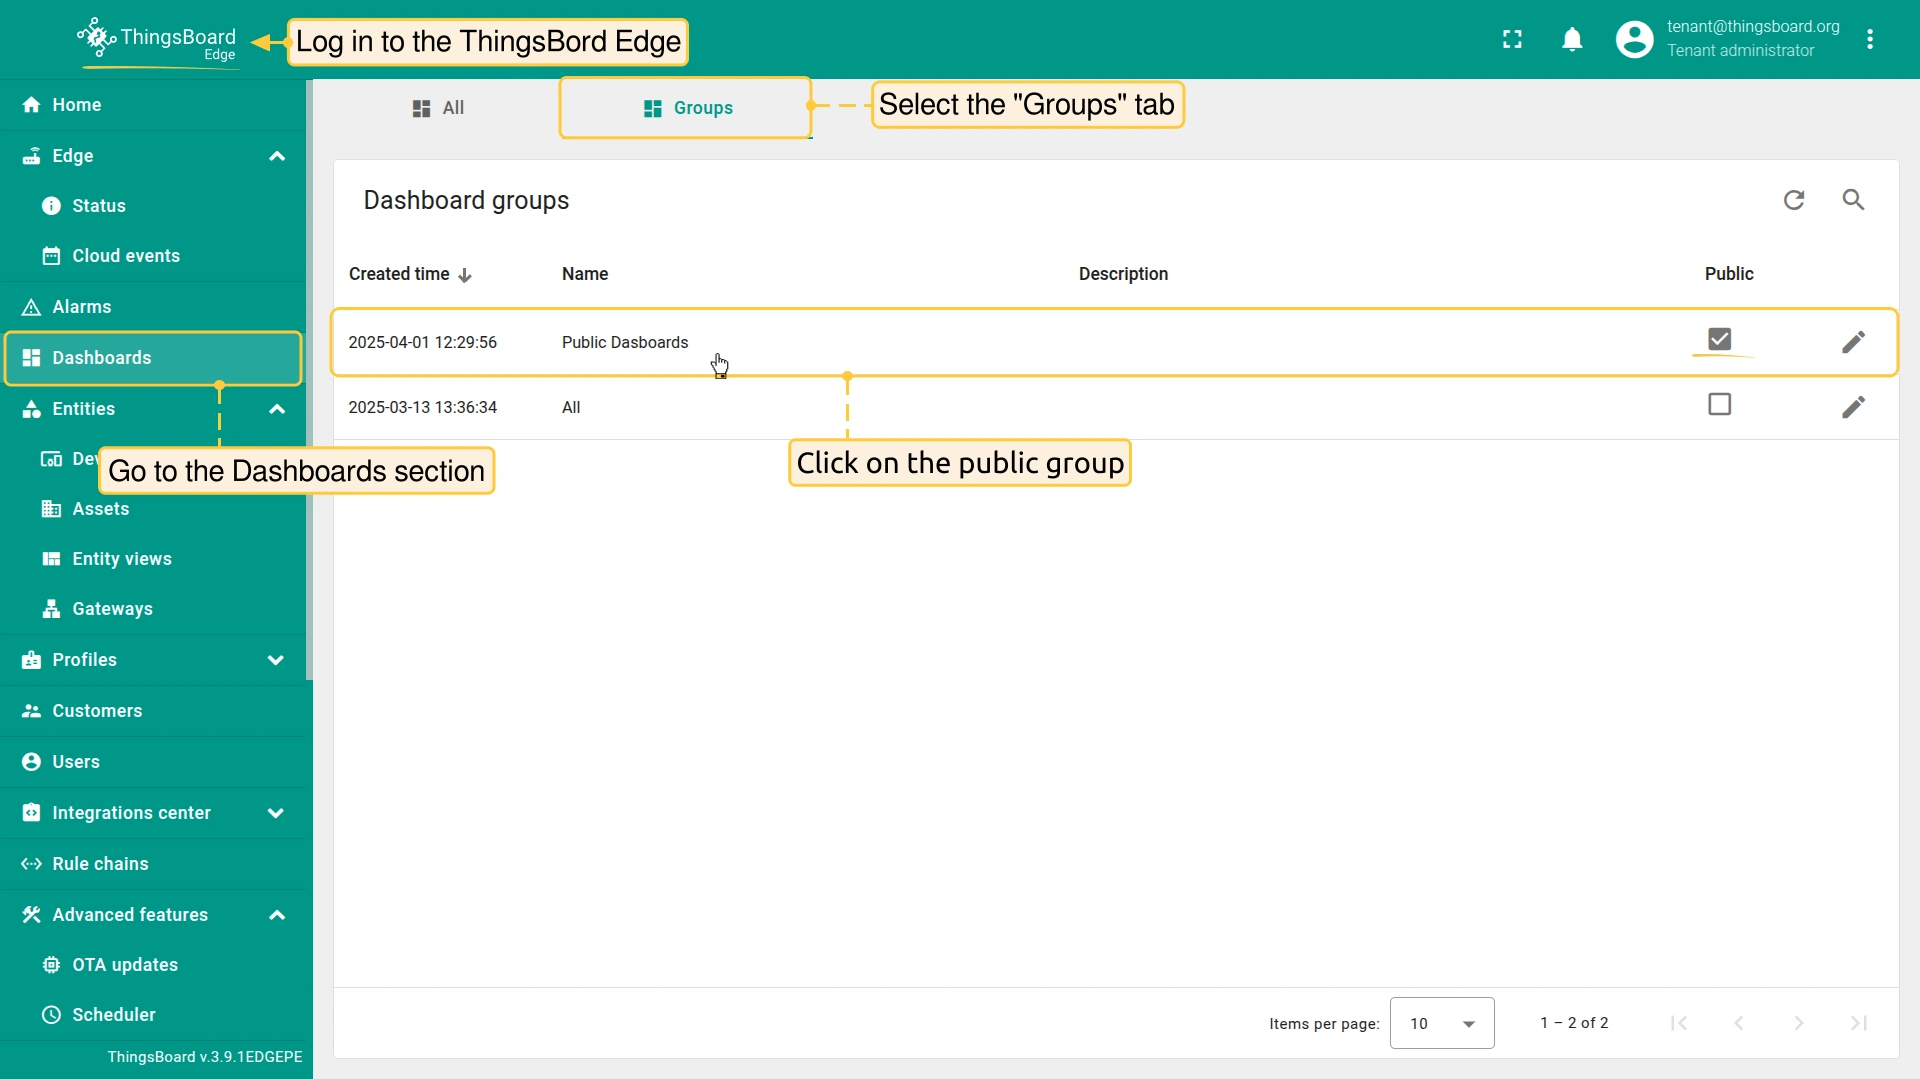 ThingsBoard
Edge
Log in to the ThingsBord Edge
tenant@thingsboard.org
Tenant administrator
Home
Edge
Status
Cloud events
Alarms
Dashboards
Entities
Dev
Go to the Dashboards section
Assets
Entity views
Gateways
Profiles
Customers
Users
Integrations center
Rule chains
Advanced features
OTA updates
Scheduler
ThingsBoard v.3.9.1EDGEPE
All
Groups
Select the "Groups" tab
Dashboard groups
Created time Name Description Public
2025-04-01 12:29:56 Public Dasboards
2025-03-13 13:36:34 All
Click on the public group
Items per page: 10 1 – 2 of 2